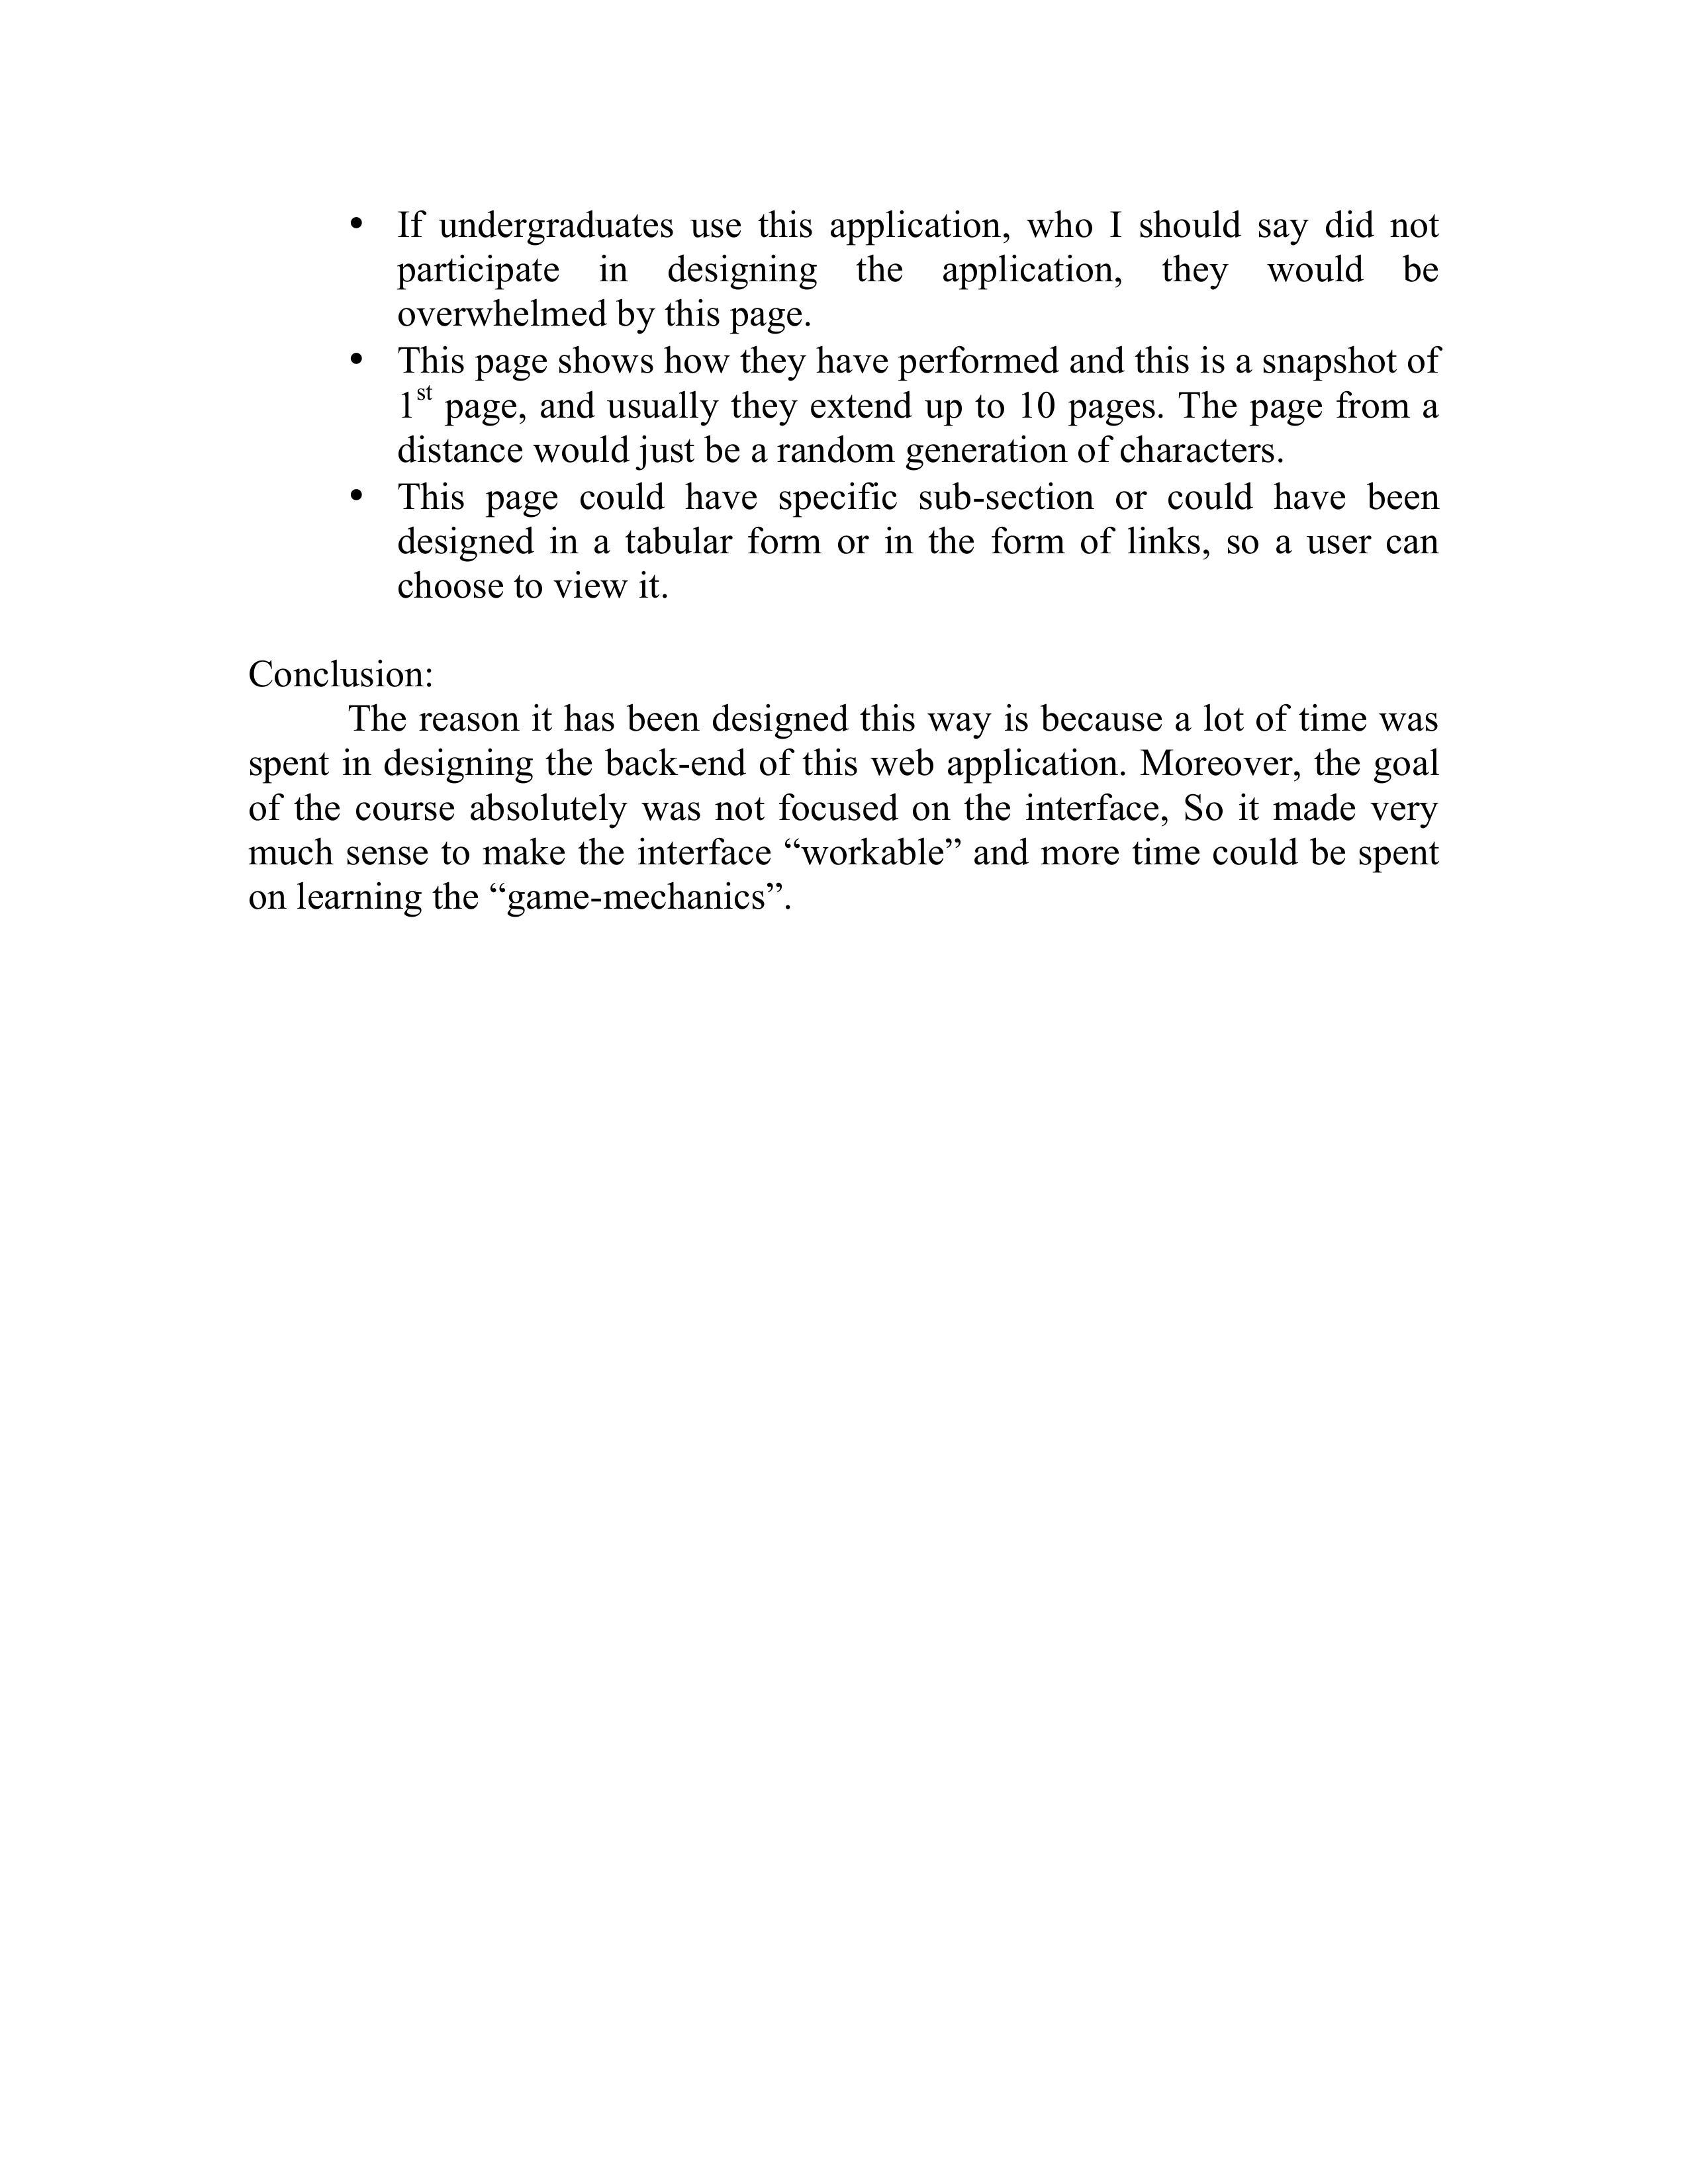 • If undergraduates use this application, who I should say did not
participate in designing the application, they would be
overwhelmed by this page.
• This page shows how they have performed and this is a snapshot of
1st page, and usually they extend up to 10 pages. The page from a
distance would just be a random generation of characters.
• This page could have specific sub-section or could have been
designed in a tabular form or in the form of links, so a user can
choose to view it.
Conclusion:
The reason it has been designed this way is because a lot of time was
spent in designing the back-end of this web application. Moreover, the goal
of the course absolutely was not focused on the interface, So it made very
much sense to make the interface “workable” and more time could be spent
on learning the “game-mechanics”.